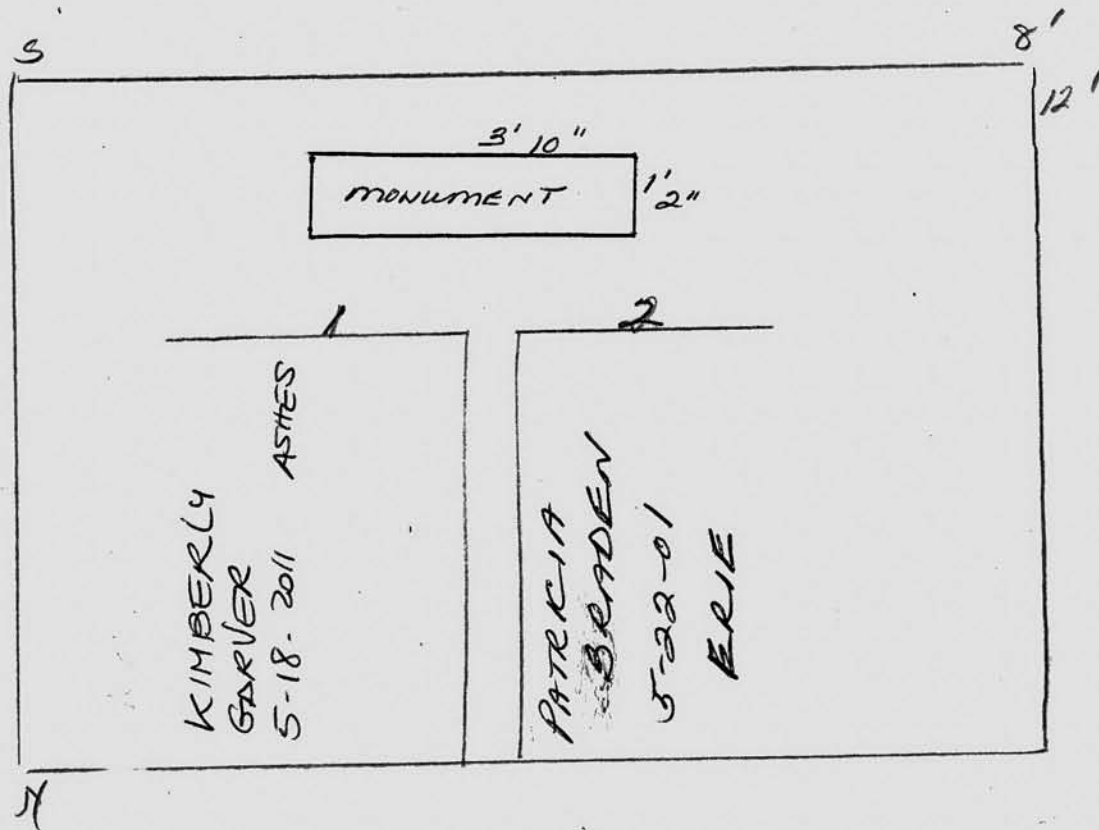 S
8'
12'
3' 10"
MONUMENT
1' 2"
1
2
KIMBERLY
GARVER
5-18-2011 ASHES
PATRICIA
BRADEN
5-22-01
ERIE